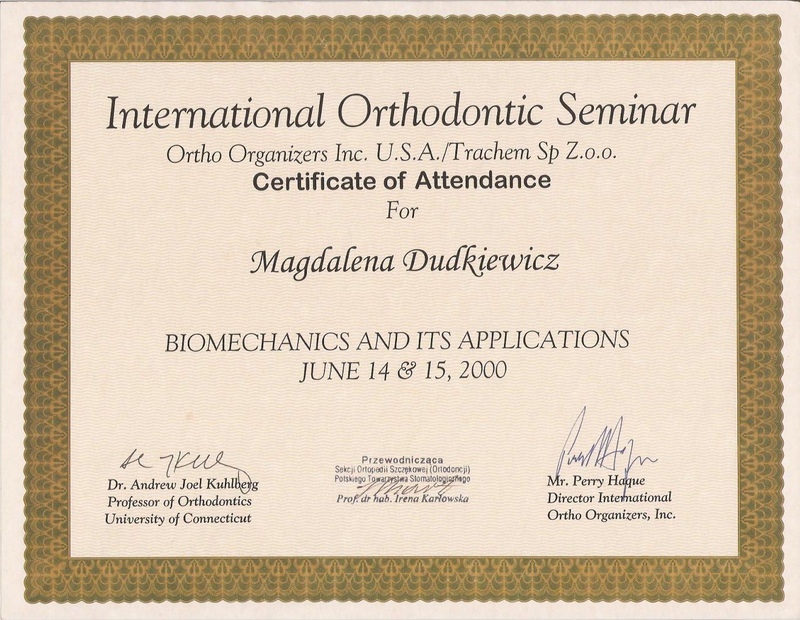 International Orthodontic Seminar
Ortho Organizers Inc. U.S.A./Trachem Sp Z.o.o.
Certificate of Attendance
For
Magdalena Dudkiewicz
BIOMECHANICS AND ITS APPLICATIONS
JUNE 14 & 15, 2000
Dr. Andrew Joel Kuhlberg
Professor of Orthodontics
University of Connecticut
Przewodnicząca
Sekcji Ortopedii Szczękowej (Ortodoncji)
Polskiego Towarzystwa Stomatologicznego
Prof. dr hab. Irena Karłowska
Mr. Perry Haque
Director International
Ortho Organizers, Inc.